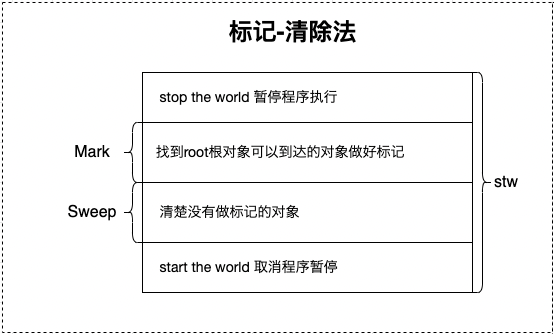 标记-清除法
stop the world 暂停程序执行
Mark
找到root根对象可以到达的对象做好标记
stw
Sweep
清楚没有做标记的对象
start the world 取消程序暂停